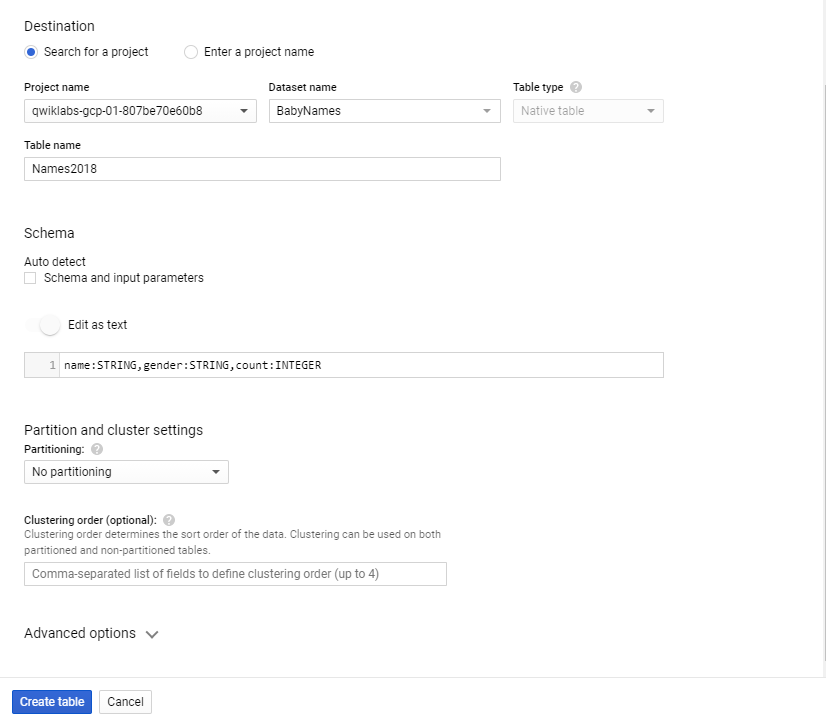 Destination
Search for a project Enter a project name
Project name Dataset name Table type ?
qwiklabs-gcp-01-807be70e60b8 BabyNames Native table
Table name
Names2018
Schema
Auto detect
Schema and input parameters
Edit as text
1 name:STRING,gender:STRING,count:INTEGER
Partition and cluster settings
Partitioning: ?
No partitioning
Clustering order (optional): ?
Clustering order determines the sort order of the data. Clustering can be used on both
partitioned and non-partitioned tables.
Comma-separated list of fields to define clustering order (up to 4)
Advanced options
Create table Cancel